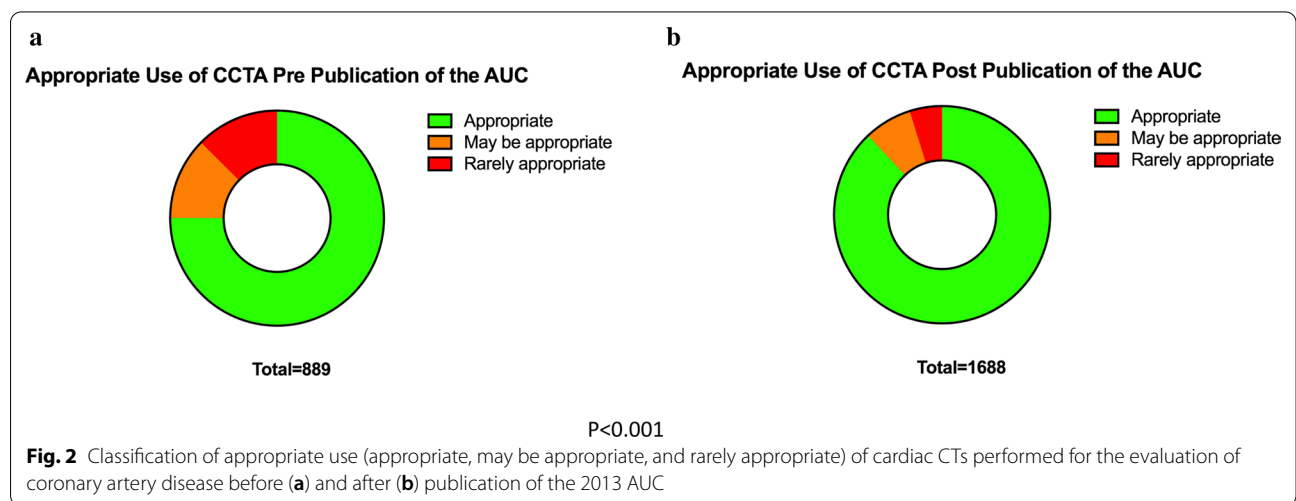 a
Appropriate Use of CCTA Pre Publication of the AUC
Appropriate
May be appropriate
Rarely appropriate
Total=889
b
Appropriate Use of CCTA Post Publication of the AUC
Appropriate
May be appropriate
Rarely appropriate
Total=1688
P<0.001
Fig. 2 Classification of appropriate use (appropriate, may be appropriate, and rarely appropriate) of cardiac CTs performed for the evaluation of
coronary artery disease before (a) and after (b) publication of the 2013 AUC